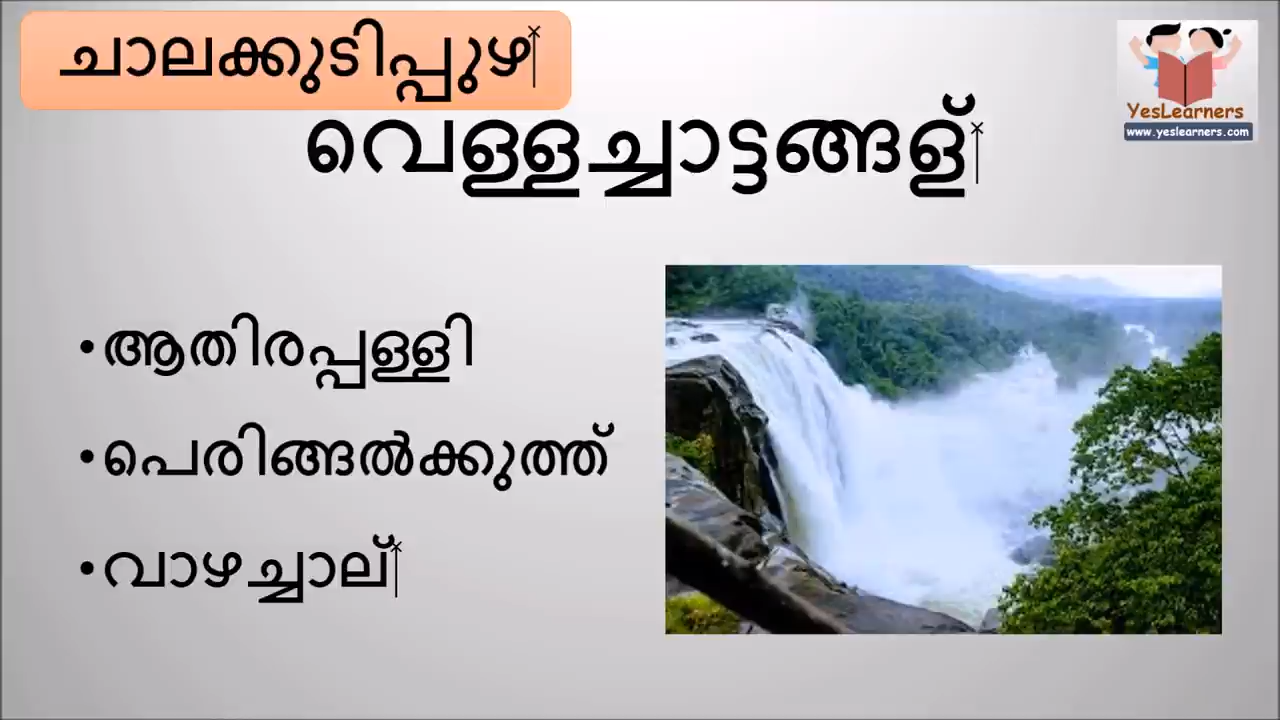 ചാലക്കുടിപ്പുഴ
YesLearners
www.yeslearners.com
വെള്ളച്ചാട്ടങ്ങള്‍
•ആതിരപ്പള്ളി
•പെരിങ്ങൽക്കുത്ത്
•വാഴച്ചാല്‍